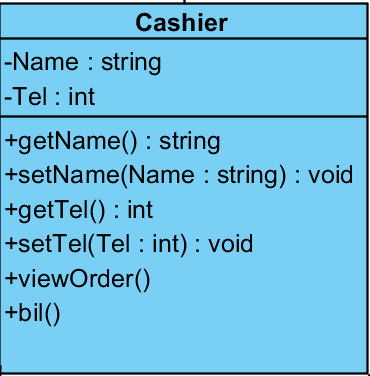 Cashier
-Name : string
-Tel : int
+getName() : string
+setName(Name : string) : void
+getTel() : int
+setTel(Tel : int) : void
+viewOrder()
+bil()